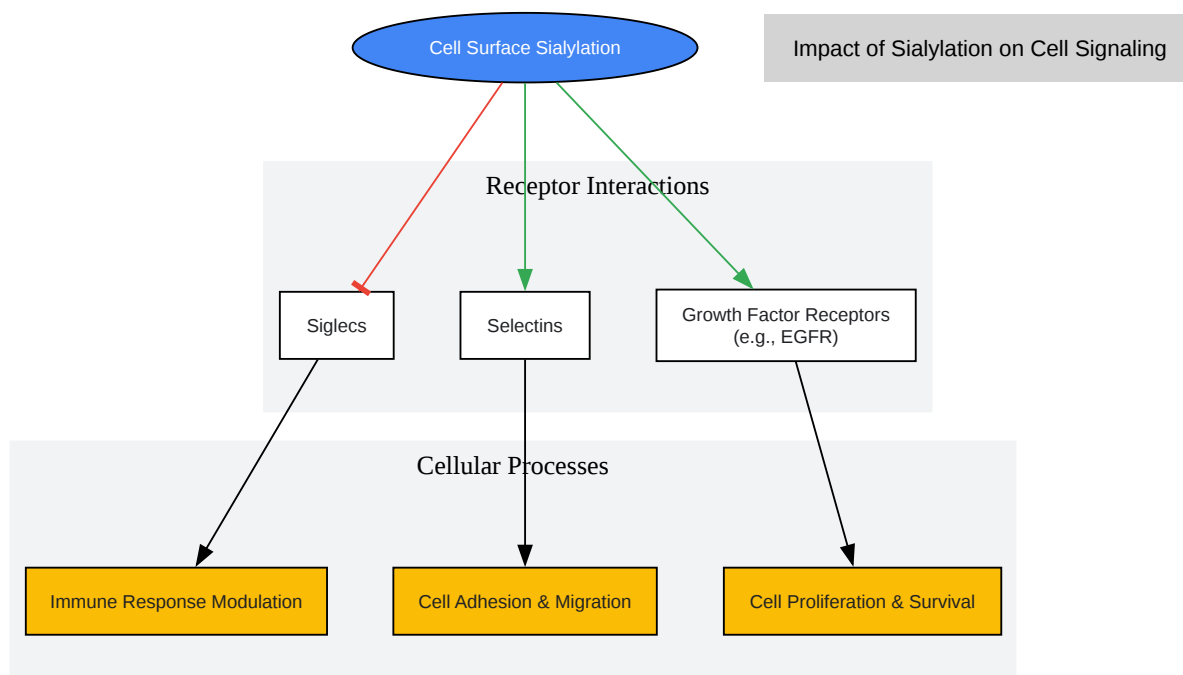 Cell Surface Sialylation
Impact of Sialylation on Cell Signaling
Receptor Interactions
Siglecs
Selectins
Growth Factor Receptors
(e.g., EGFR)
Cellular Processes
Immune Response Modulation
Cell Adhesion & Migration
Cell Proliferation & Survival